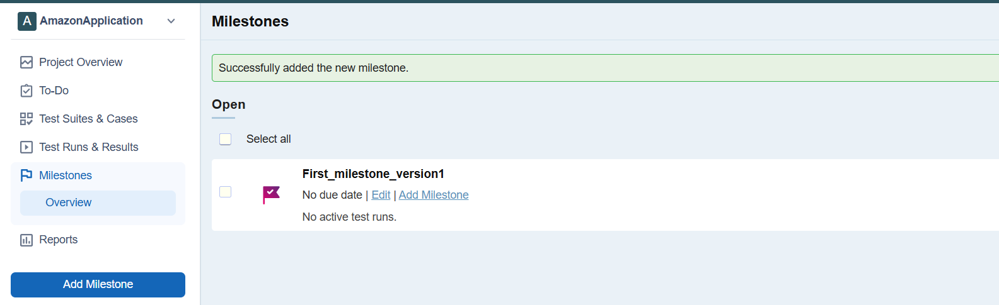 A AmazonApplication
Project Overview
To-Do
Test Suites & Cases
Test Runs & Results
Milestones
Overview
Reports
Add Milestone
Milestones
Successfully added the new milestone.
Open
Select all
First_milestone_version1
No due date | Edit | Add Milestone
No active test runs.